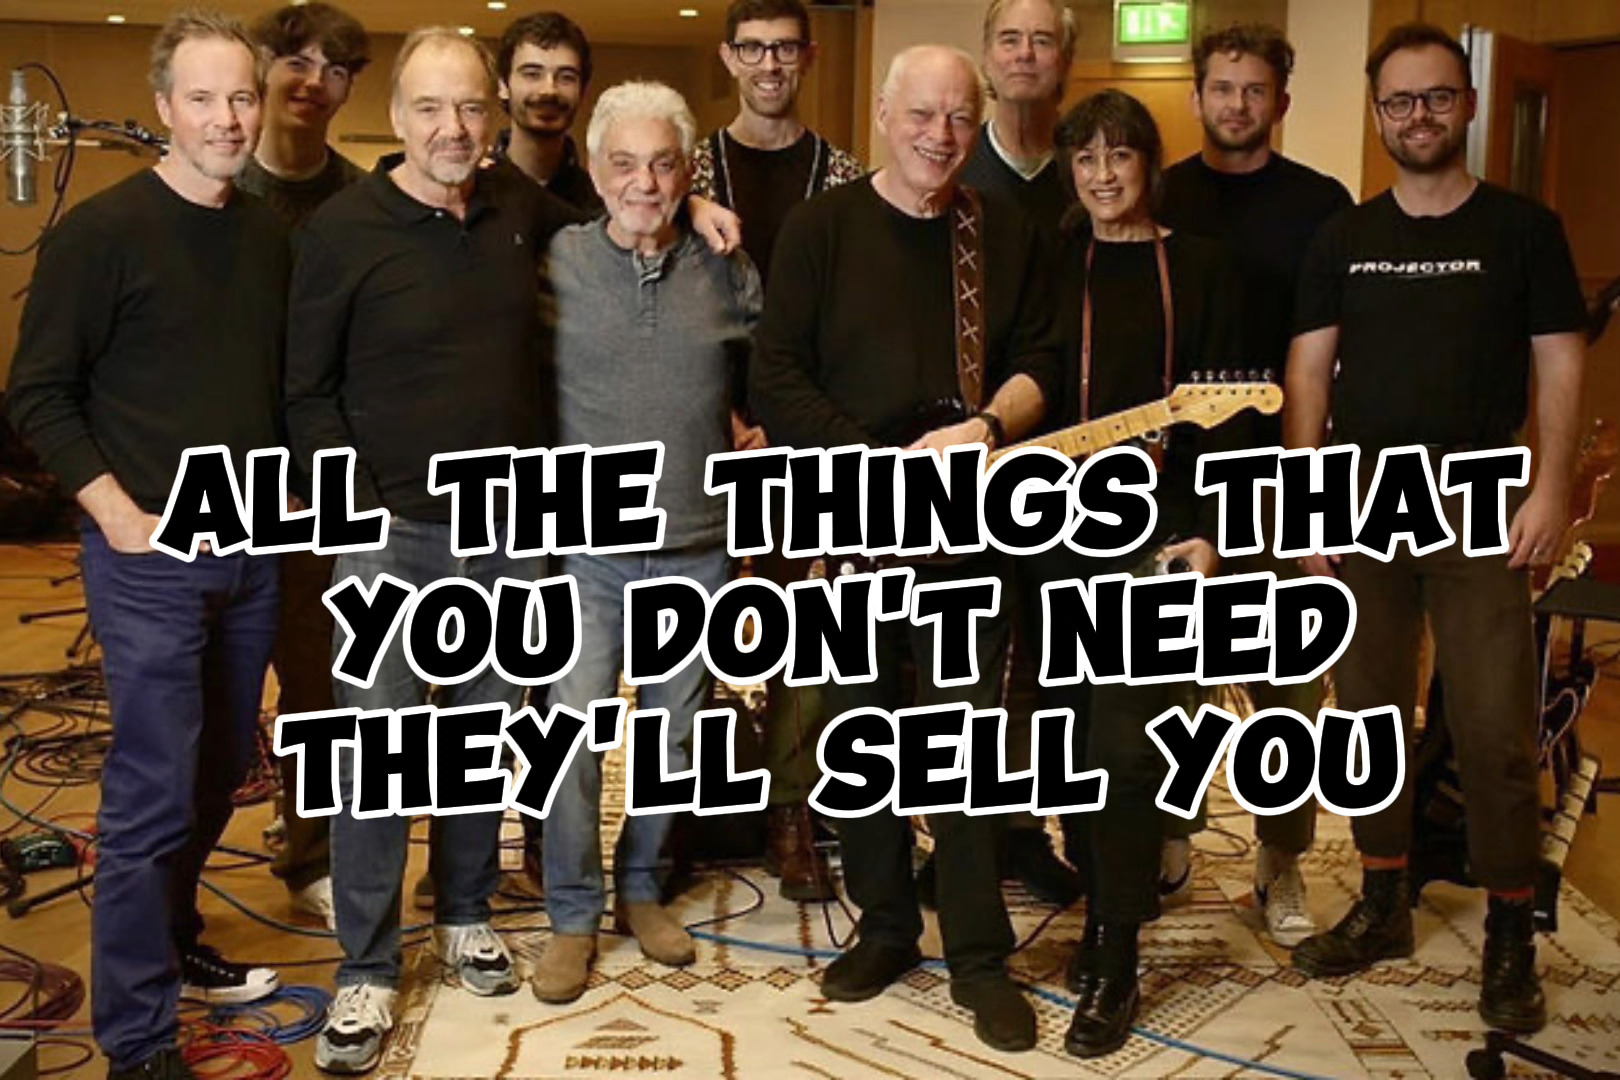 PROJECTOR
ALL THE THINGS THAT
YOU DON'T NEED
THEY'LL SELL YOU